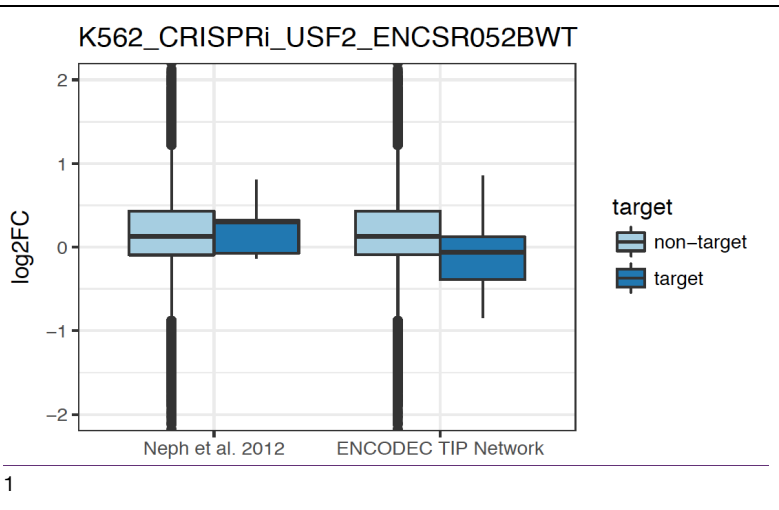 K562_CRISPRi_USF2_ENCSR052BWT
2
1
0
−1
−2
log2FC
Neph et al. 2012
ENCODEC TIP Network
target
non−target
target
1